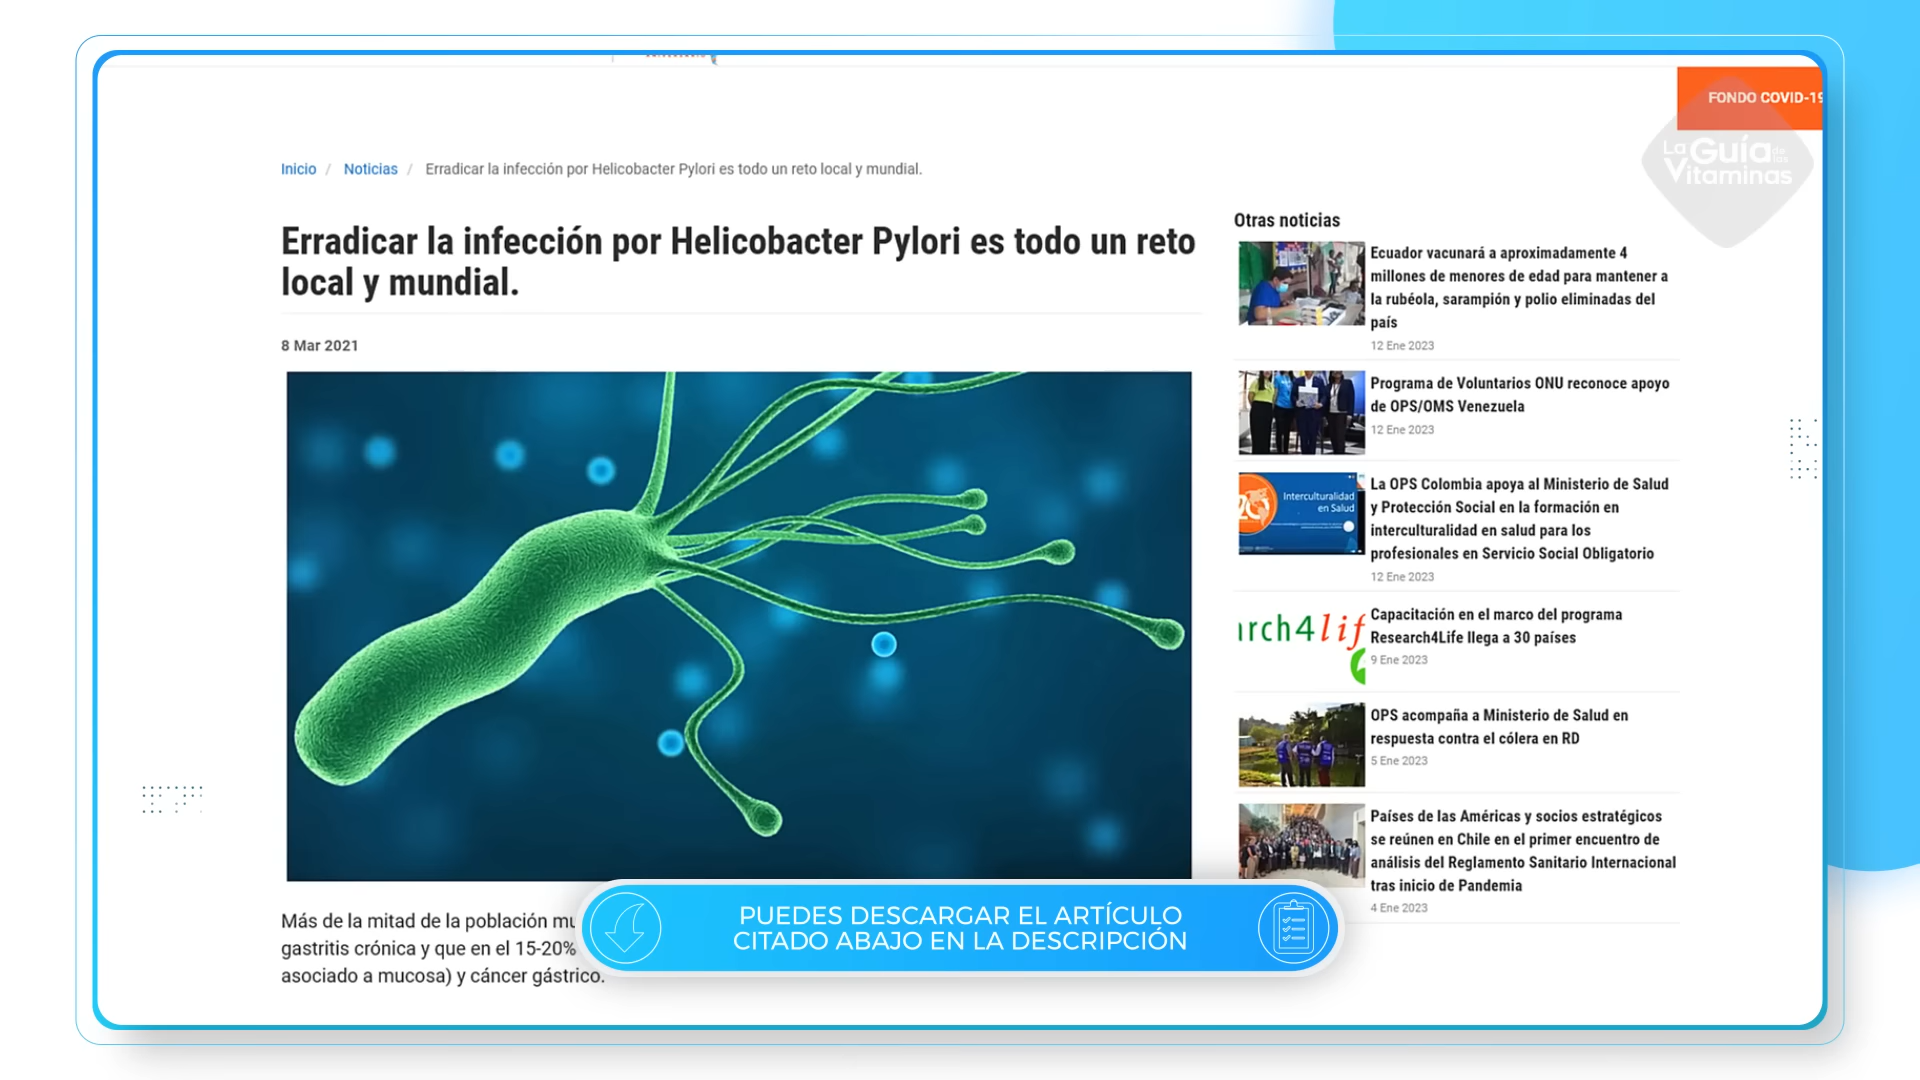 FONDO COVID-19
La Guía de las
Vitaminas
Inicio / Noticias / Erradicar la infección por Helicobacter Pylori es todo un reto local y mundial.
Erradicar la infección por Helicobacter Pylori es todo un reto
local y mundial.
8 Mar 2021
Más de la mitad de la población
gastritis crónica y que en el 15-20%
asociado a mucosa) y cáncer gástrico.
Otras noticias
Ecuador vacunará a aproximadamente 4
millones de menores de edad para mantener a
la rubéola, sarampión y polio eliminadas del
país
12 Ene 2023
Programa de Voluntarios ONU reconoce apoyo
de OPS/OMS Venezuela
12 Ene 2023
Interculturalidad
en Salud
La OPS Colombia apoya al Ministerio de Salud
y Protección Social en la formación en
interculturalidad en salud para los
profesionales en Servicio Social Obligatorio
12 Ene 2023
arch4lif
Capacitación en el marco del programa
Research4Life llega a 30 países
9 Ene 2023
OPS acompaña a Ministerio de Salud en
respuesta contra el cólera en RD
5 Ene 2023
Países de las Américas y socios estratégicos
se reúnen en Chile en el primer encuentro de
análisis del Reglamento Sanitario Internacional
tras inicio de Pandemia
4 Ene 2023
PUEDES DESCARGAR EL ARTÍCULO
CITADO ABAJO EN LA DESCRIPCIÓN